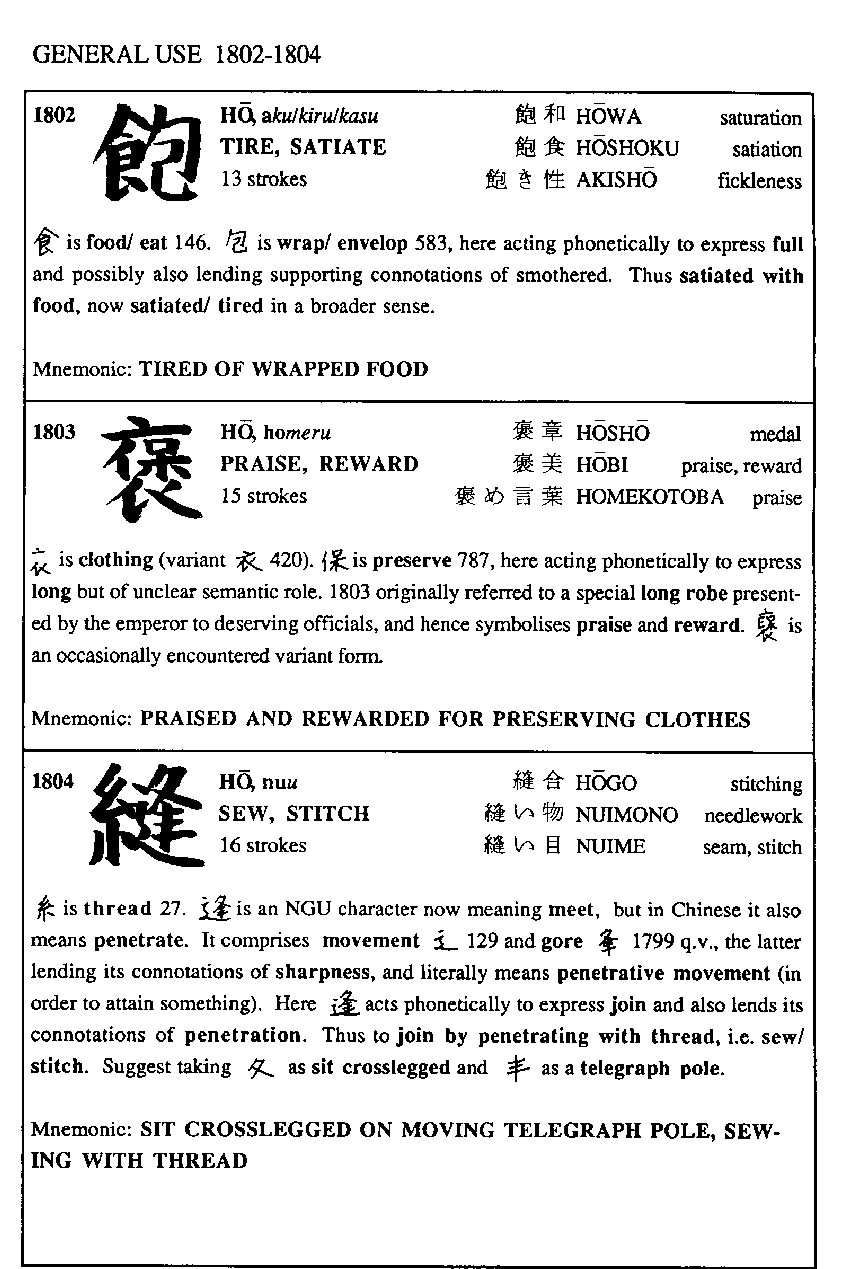 GENERAL USE 1802-1804
1802 飽 HŌ, aku/kiru/kasu 飽和 HŌWA saturation
TIRE, SATIATE 飽食 HŌSHOKU satiation
13 strokes 飽き性 AKISHŌ fickleness
食 is food/ eat 146. 包 is wrap/ envelop 583, here acting phonetically to express full
and possibly also lending supporting connotations of smothered. Thus satiated with
food, now satiated/ tired in a broader sense.
Mnemonic: TIRED OF WRAPPED FOOD
1803 褒 HŌ, homeru 褒章 HŌSHŌ medal
PRAISE, REWARD 褒美 HŌBI praise, reward
15 strokes 褒め言葉 HOMEKOTOBA praise
衣 is clothing (variant 衣 420). 保 is preserve 787, here acting phonetically to express
long but of unclear semantic role. 1803 originally referred to a special long robe present-
ed by the emperor to deserving officials, and hence symbolises praise and reward. 襃 is
an occasionally encountered variant form.
Mnemonic: PRAISED AND REWARDED FOR PRESERVING CLOTHES
1804 縫 HŌ, nuu 縫合 HŌGO stitching
SEW, STITCH 縫い物 NUIMONO needlework
16 strokes 縫い目 NUIME seam, stitch
糸 is thread 27. 逢 is an NGU character now meaning meet, but in Chinese it also
means penetrate. It comprises movement 辶 129 and gore 夆 1799 q.v., the latter
lending its connotations of sharpness, and literally means penetrative movement (in
order to attain something). Here 逢 acts phonetically to express join and also lends its
connotations of penetration. Thus to join by penetrating with thread, i.e. sew/
stitch. Suggest taking 夂 as sit crosslegged and 丰 as a telegraph pole.
Mnemonic: SIT CROSSLEGGED ON MOVING TELEGRAPH POLE, SEW-
ING WITH THREAD